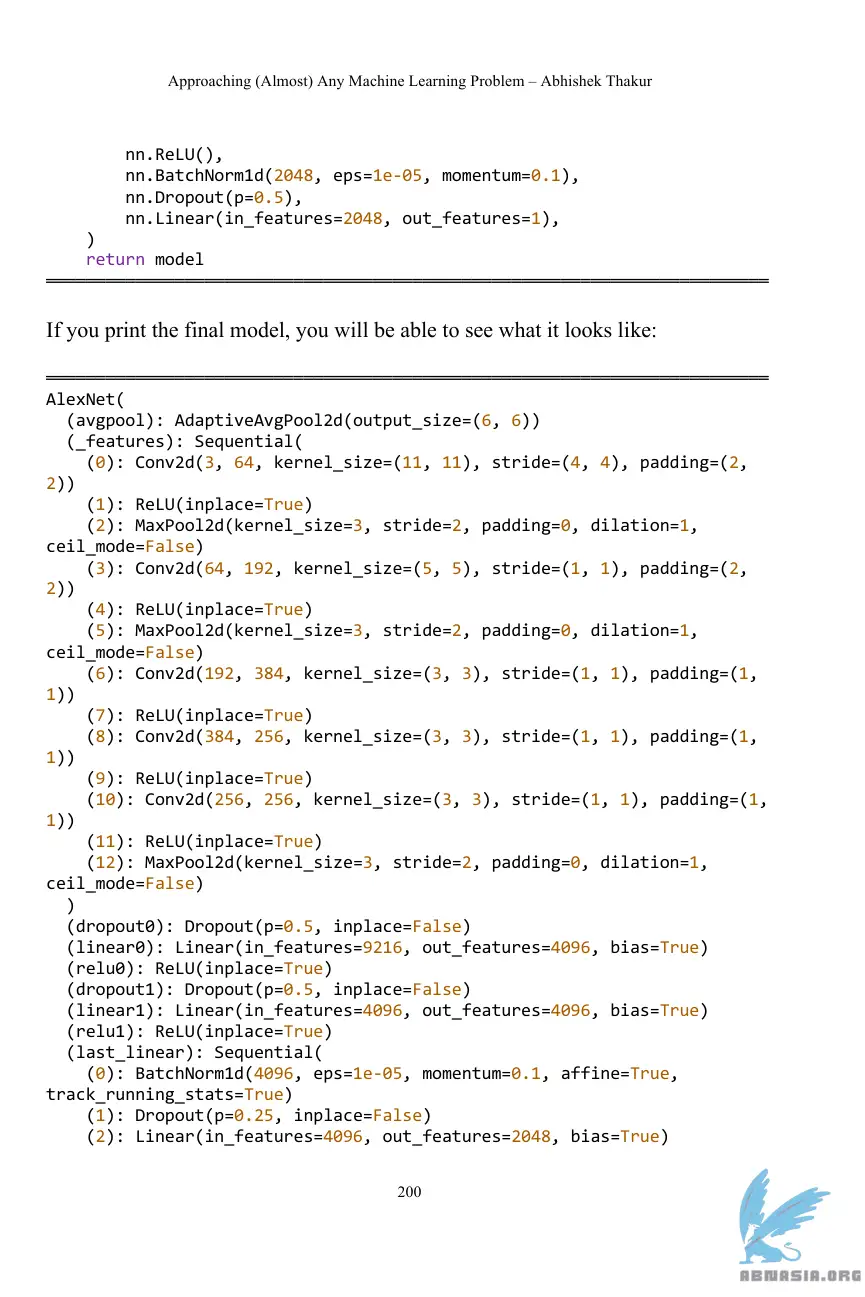 Approaching (Almost) Any Machine Learning Problem – Abhishek Thakur
        nn.ReLU(),
        nn.BatchNorm1d(2048, eps=1e-05, momentum=0.1),
        nn.Dropout(p=0.5),
        nn.Linear(in_features=2048, out_features=1),
    )
    return model
If you print the final model, you will be able to see what it looks like:
AlexNet(
  (avgpool): AdaptiveAvgPool2d(output_size=(6, 6))
  (_features): Sequential(
    (0): Conv2d(3, 64, kernel_size=(11, 11), stride=(4, 4), padding=(2,
2))
    (1): ReLU(inplace=True)
    (2): MaxPool2d(kernel_size=3, stride=2, padding=0, dilation=1,
ceil_mode=False)
    (3): Conv2d(64, 192, kernel_size=(5, 5), stride=(1, 1), padding=(2,
2))
    (4): ReLU(inplace=True)
    (5): MaxPool2d(kernel_size=3, stride=2, padding=0, dilation=1,
ceil_mode=False)
    (6): Conv2d(192, 384, kernel_size=(3, 3), stride=(1, 1), padding=(1,
1))
    (7): ReLU(inplace=True)
    (8): Conv2d(384, 256, kernel_size=(3, 3), stride=(1, 1), padding=(1,
1))
    (9): ReLU(inplace=True)
    (10): Conv2d(256, 256, kernel_size=(3, 3), stride=(1, 1), padding=(1,
1))
    (11): ReLU(inplace=True)
    (12): MaxPool2d(kernel_size=3, stride=2, padding=0, dilation=1,
ceil_mode=False)
  )
  (dropout0): Dropout(p=0.5, inplace=False)
  (linear0): Linear(in_features=9216, out_features=4096, bias=True)
  (relu0): ReLU(inplace=True)
  (dropout1): Dropout(p=0.5, inplace=False)
  (linear1): Linear(in_features=4096, out_features=4096, bias=True)
  (relu1): ReLU(inplace=True)
  (last_linear): Sequential(
    (0): BatchNorm1d(4096, eps=1e-05, momentum=0.1, affine=True,
track_running_stats=True)
    (1): Dropout(p=0.25, inplace=False)
    (2): Linear(in_features=4096, out_features=2048, bias=True)
200
ABNASIA.ORG